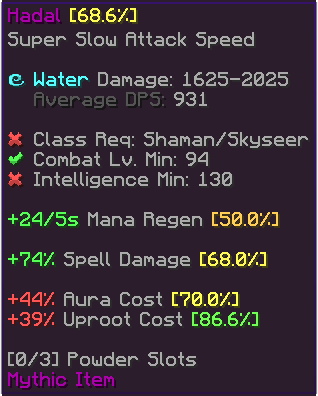 Hadal [68.6%]
Super Slow Attack Speed
Water Damage: 1625-2025
Average DPS: 931
✖ Class Req: Shaman/Skyseer
✔ Combat Lv. Min: 94
✖ Intelligence Min: 130
+24/5s Mana Regen [50.0%]
+74% Spell Damage [68.0%]
+44% Aura Cost [70.0%]
+39% Uproot Cost [86.6%]
[0/3] Powder Slots
Mythic Item